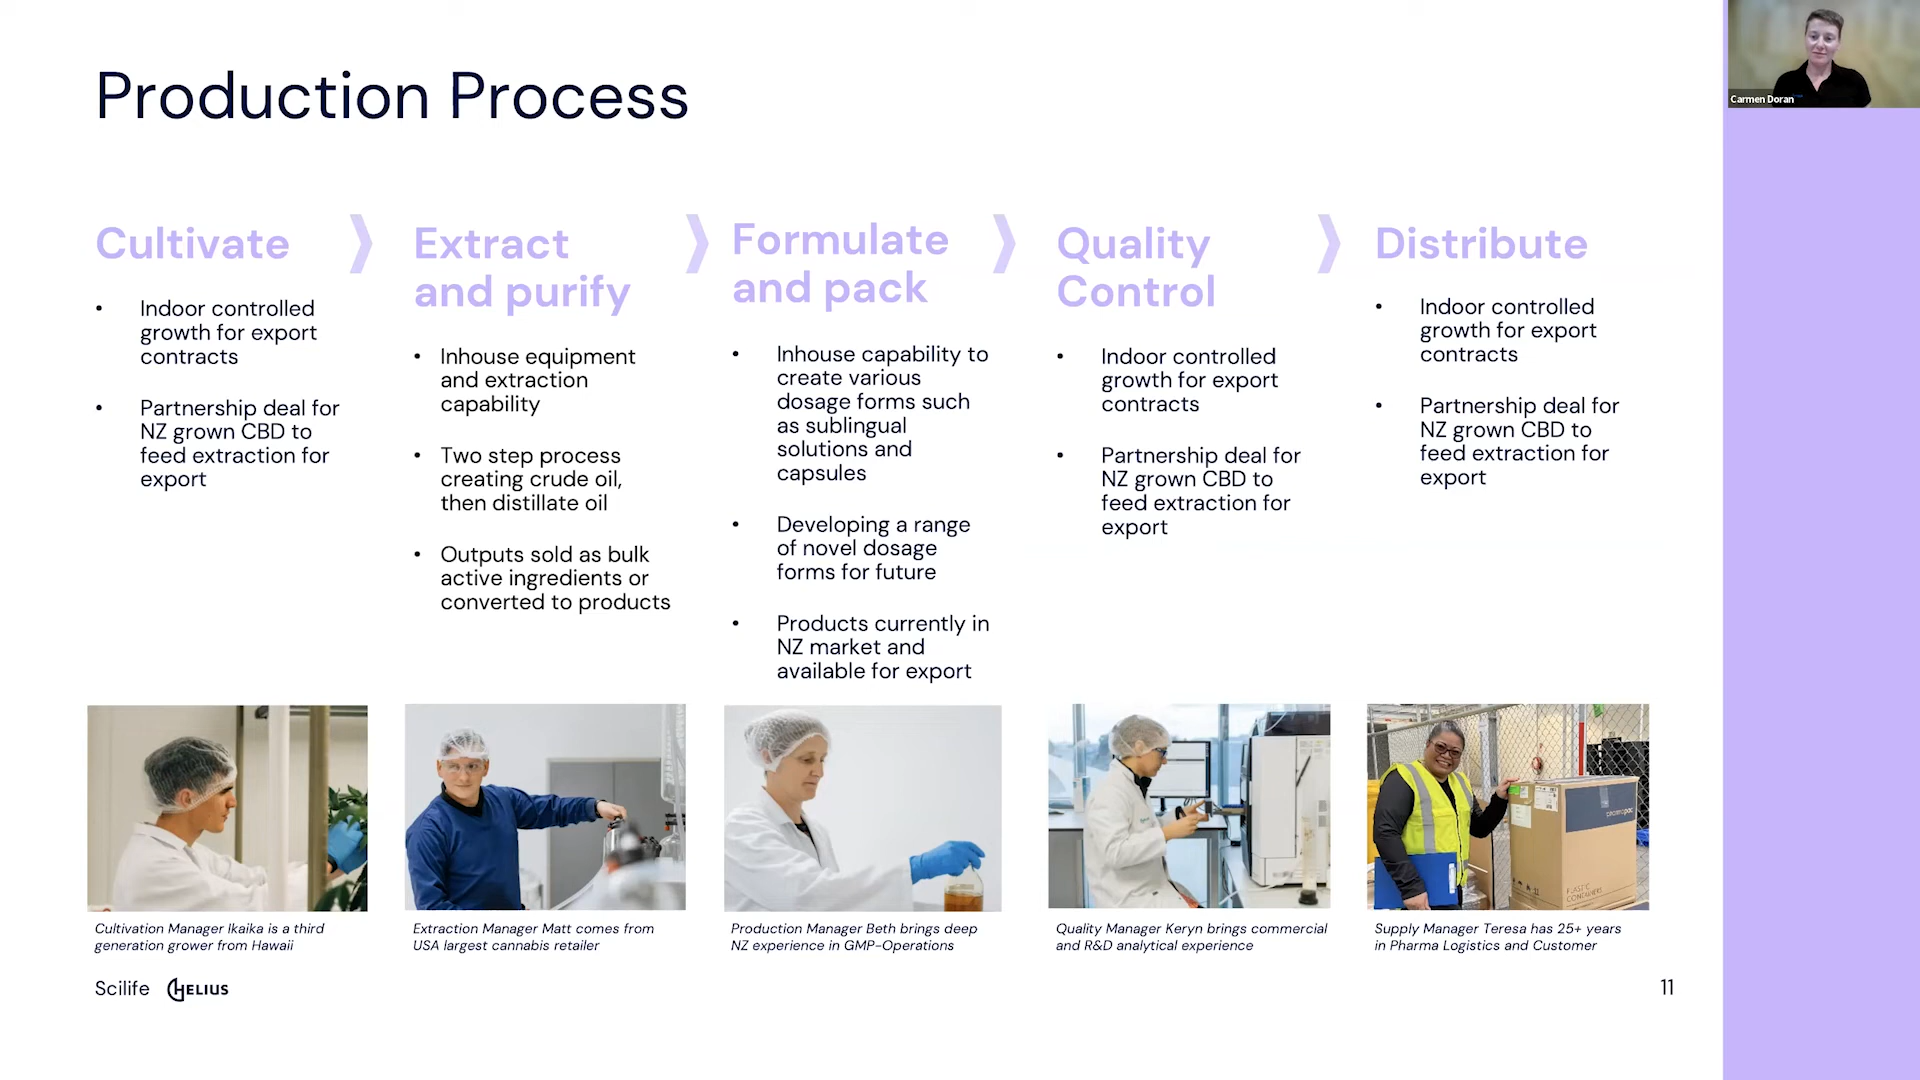 Production Process
Carmen Doran
Cultivate
Indoor controlled
growth for export
contracts
Partnership deal for
NZ grown CBD to
feed extraction for
export
Extract
and purify
Inhouse equipment
and extraction
capability
Two step process
creating crude oil,
then distillate oil
Outputs sold as bulk
active ingredients or
converted to products
Formulate
and pack
Inhouse capability to
create various
dosage forms such
as sublingual
solutions and
capsules
Developing a range
of novel dosage
forms for future
Products currently in
NZ market and
available for export
Quality
Control
Indoor controlled
growth for export
contracts
Partnership deal for
NZ grown CBD to
feed extraction for
export
Distribute
Indoor controlled
growth for export
contracts
Partnership deal for
NZ grown CBD to
feed extraction for
export
pharmapac
PLASTIC
CONTAINERS
Cultivation Manager Ikaika is a third
generation grower from Hawaii
Extraction Manager Matt comes from
USA largest cannabis retailer
Production Manager Beth brings deep
NZ experience in GMP-Operations
Quality Manager Keryn brings commercial
and R&D analytical experience
Supply Manager Teresa has 25+ years
in Pharma Logistics and Customer
Scilife HELIUS
11